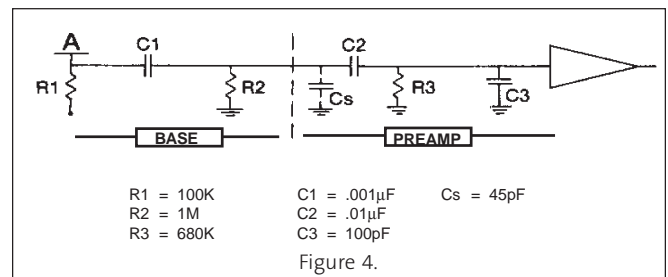 A C1 C2
R1 R2 Cs R3 C3
BASE PREAMP
R1 = 100K C1 = .001µF Cs = 45pF
R2 = 1M C2 = .01µF
R3 = 680K C3 = 100pF
Figure 4.